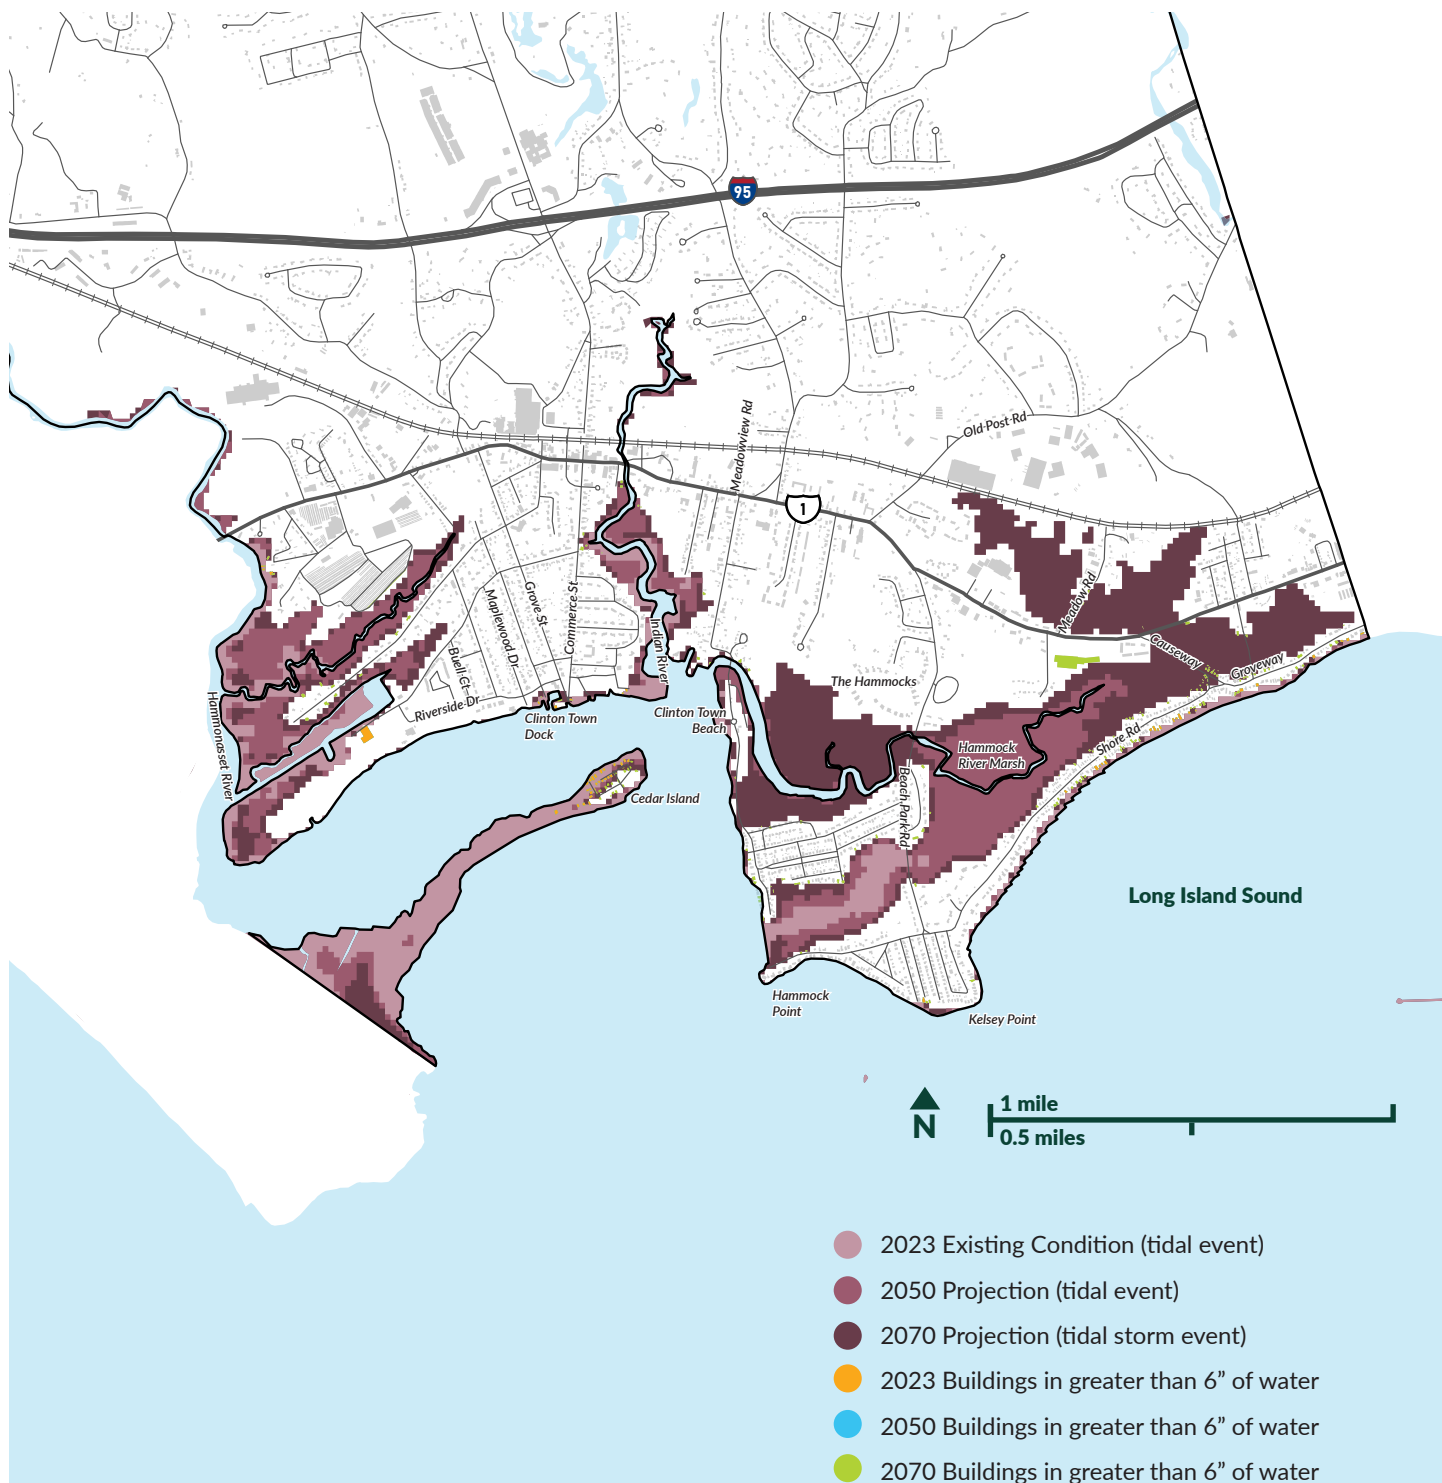 95
Meadowview Rd
Old Post Rd
1
Meadow Rd
Causeway
Groveway
Grove St
Maplewood Dr
Commerce St
Indian River
Buell Ct
Riverside Dr
Hammonasset River
Clinton Town
Dock
Clinton Town
Beach
The Hammocks
Hammock
River Marsh
Shore Rd
Cedar Island
Beach Park Rd
Long Island Sound
Hammock
Point
Kelsey Point
N
1 mile
0.5 miles
2023 Existing Condition (tidal event)
2050 Projection (tidal event)
2070 Projection (tidal storm event)
2023 Buildings in greater than 6” of water
2050 Buildings in greater than 6” of water
2070 Buildings in greater than 6” of water